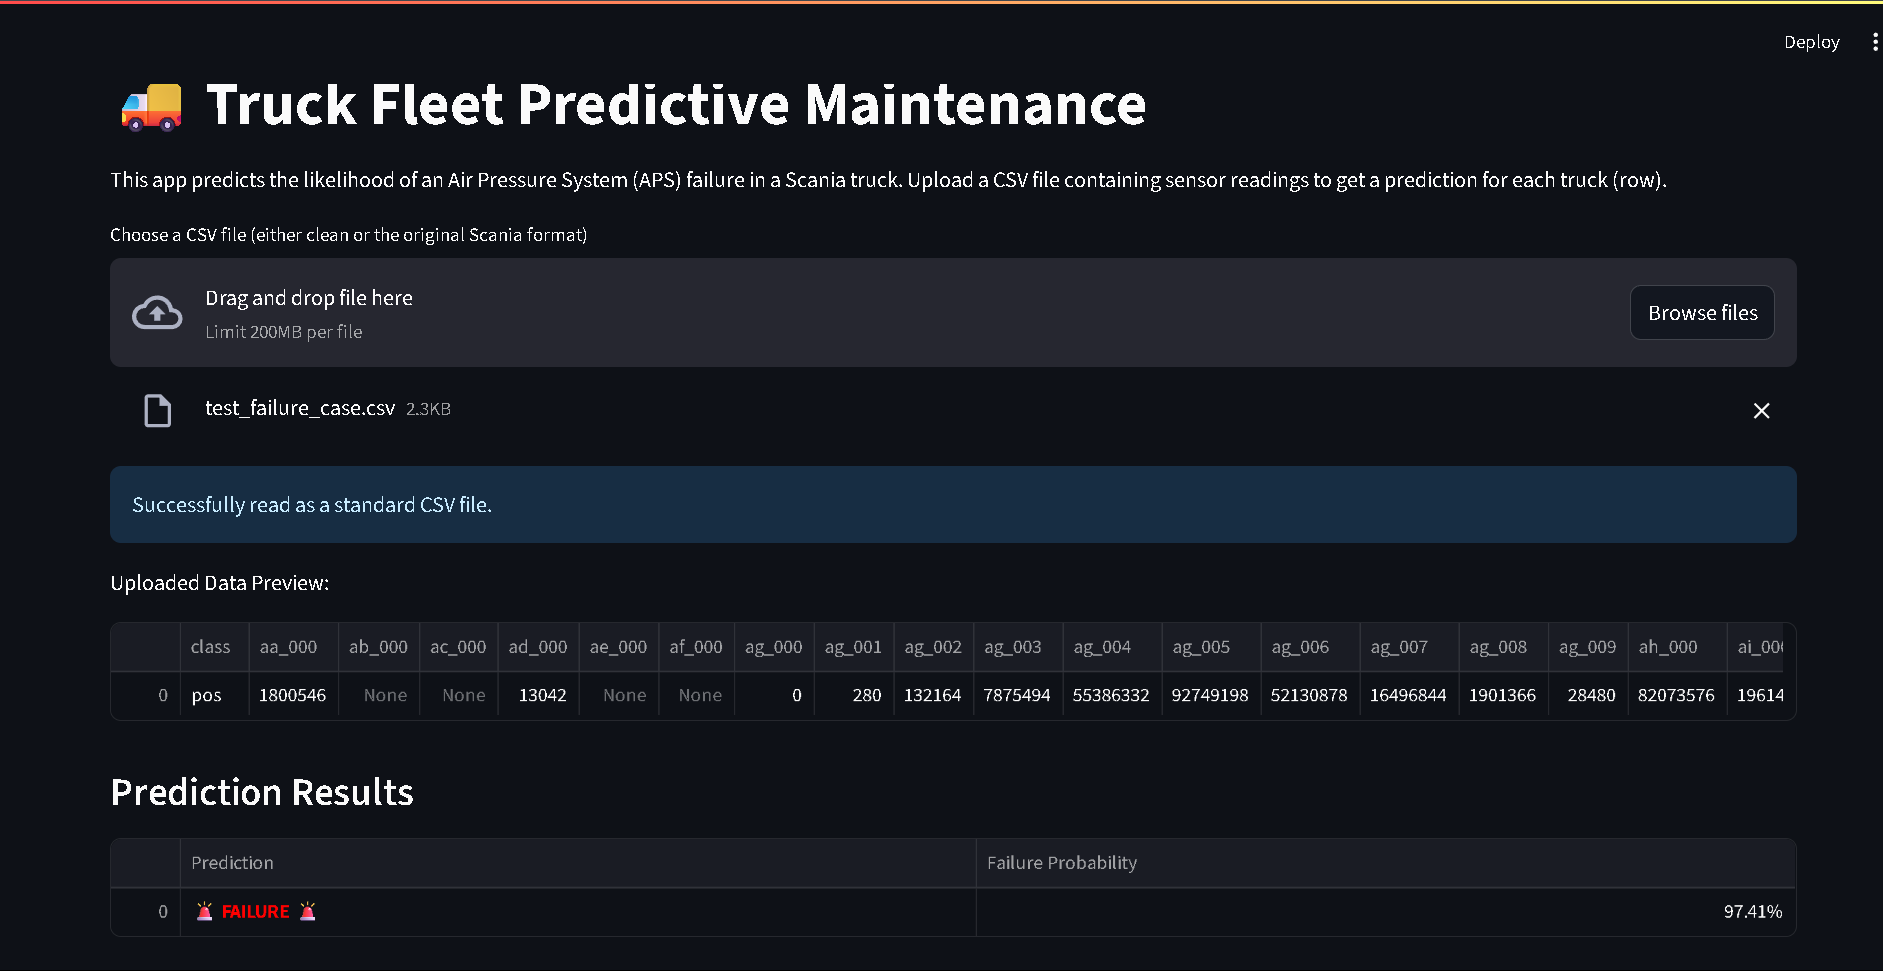 Deploy
Truck Fleet Predictive Maintenance
This app predicts the likelihood of an Air Pressure System (APS) failure in a Scania truck. Upload a CSV file containing sensor readings to get a prediction for each truck (row).
Choose a CSV file (either clean or the original Scania format)
Drag and drop file here
Limit 200MB per file
Browse files
test_failure_case.csv 2.3KB
Successfully read as a standard CSV file.
Uploaded Data Preview:
class aa_000 ab_000 ac_000 ad_000 ae_000 af_000 ag_000 ag_001 ag_002 ag_003 ag_004 ag_005 ag_006 ag_007 ag_008 ag_009 ah_000 ai_00
0 pos 1800546 None None 13042 None None 0 280 132164 7875494 55386332 92749198 52130878 16496844 1901366 28480 82073576 19614
Prediction Results
Prediction Failure Probability
0 FAILURE 97.41%